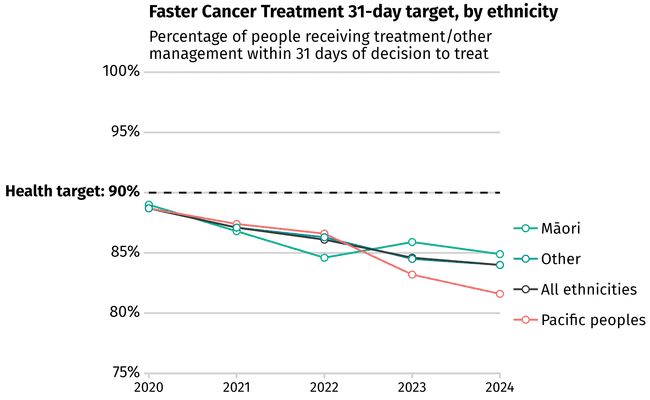 Faster Cancer Treatment 31-day target, by ethnicity
Percentage of people receiving treatment/other
management within 31 days of decision to treat
100%
95%
Health target: 90%
85%
80%
75%
2020 2021 2022 2023 2024
Māori
Other
All ethnicities
Pacific peoples